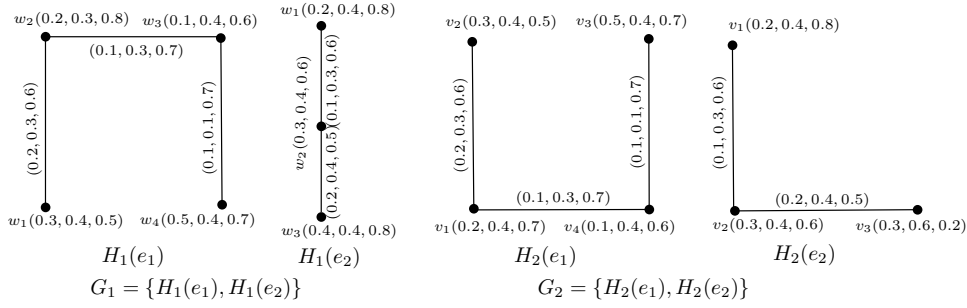 w₂(0.2, 0.3, 0.8) w₃(0.1, 0.4, 0.6)
(0.1, 0.3, 0.7)
(0.2, 0.3, 0.6)
(0.1, 0.1, 0.7)
w₁(0.3, 0.4, 0.5) w₄(0.5, 0.4, 0.7)
H₁(e₁)
w₁(0.2, 0.4, 0.8)
(0.1, 0.3, 0.6)
w₂(0.3, 0.4, 0.6)
(0.2, 0.4, 0.5)
w₃(0.4, 0.4, 0.8)
H₁(e₂)
G₁ = {H₁(e₁), H₁(e₂)}
v₂(0.3, 0.4, 0.5) v₃(0.5, 0.4, 0.7)
(0.2, 0.3, 0.6)
(0.1, 0.1, 0.7)
(0.1, 0.3, 0.7)
v₁(0.2, 0.4, 0.7) v₄(0.1, 0.4, 0.6)
H₂(e₁)
v₁(0.2, 0.4, 0.8)
(0.1, 0.3, 0.6)
(0.2, 0.4, 0.5)
v₂(0.3, 0.4, 0.6) v₃(0.3, 0.6, 0.2)
H₂(e₂)
G₂ = {H₂(e₁), H₂(e₂)}